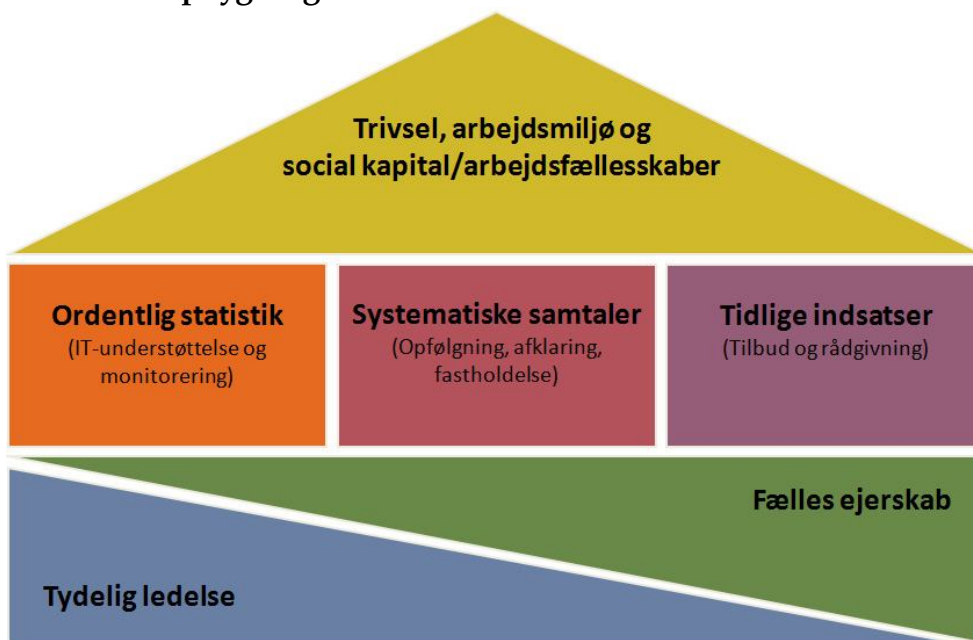 Trivsel, arbejdsmiljø og
social kapital/arbejdsfællesskaber
Ordentlig statistik
(IT-understøttelse og
monitorering)
Systematiske samtaler
(Opfølgning, afklaring,
fastholdelse)
Tidlige indsatser
(Tilbud og rådgivning)
Fælles ejerskab
Tydelig ledelse